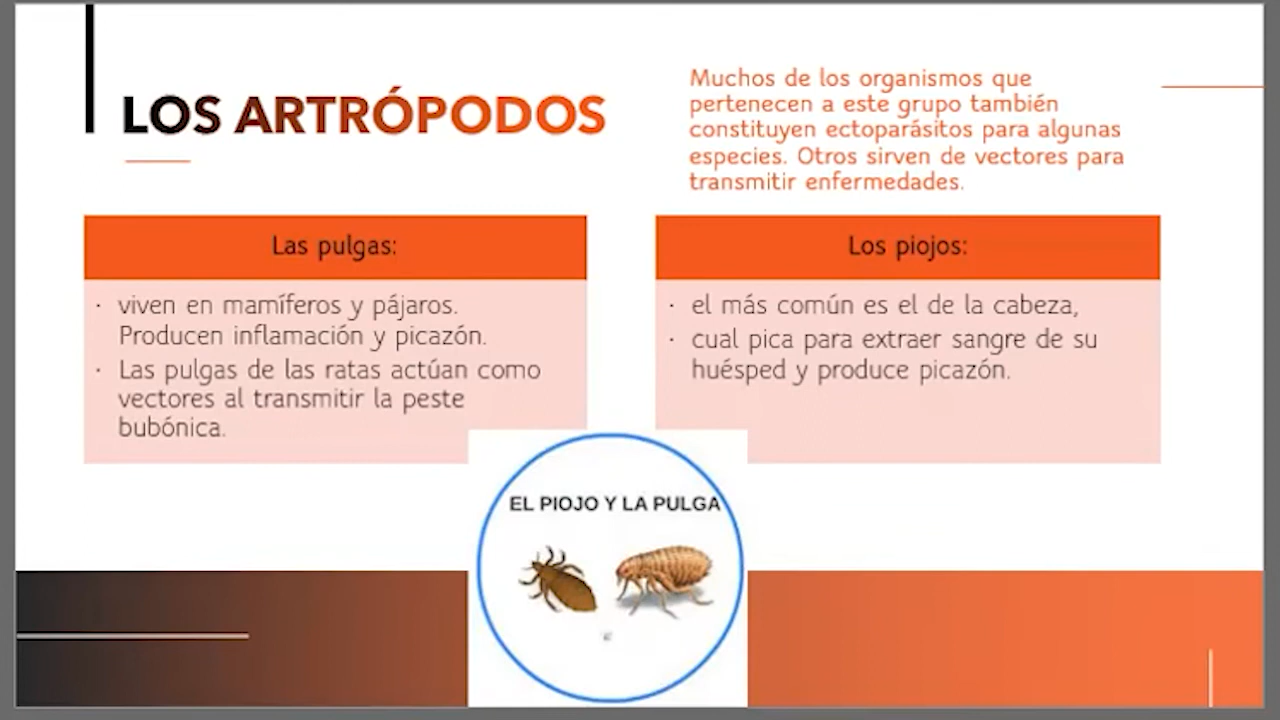 LOS ARTRÓPODOS
Muchos de los organismos que
pertenecen a este grupo también
constituyen ectoparásitos para algunas
especies. Otros sirven de vectores para
transmitir enfermedades.
Las pulgas:
· viven en mamíferos y pájaros.
Producen inflamación y picazón.
· Las pulgas de las ratas actúan como
vectores al transmitir la peste
bubónica.
Los piojos:
· el más común es el de la cabeza,
· cual pica para extraer sangre de su
huésped y produce picazón.
EL PIOJO Y LA PULGA